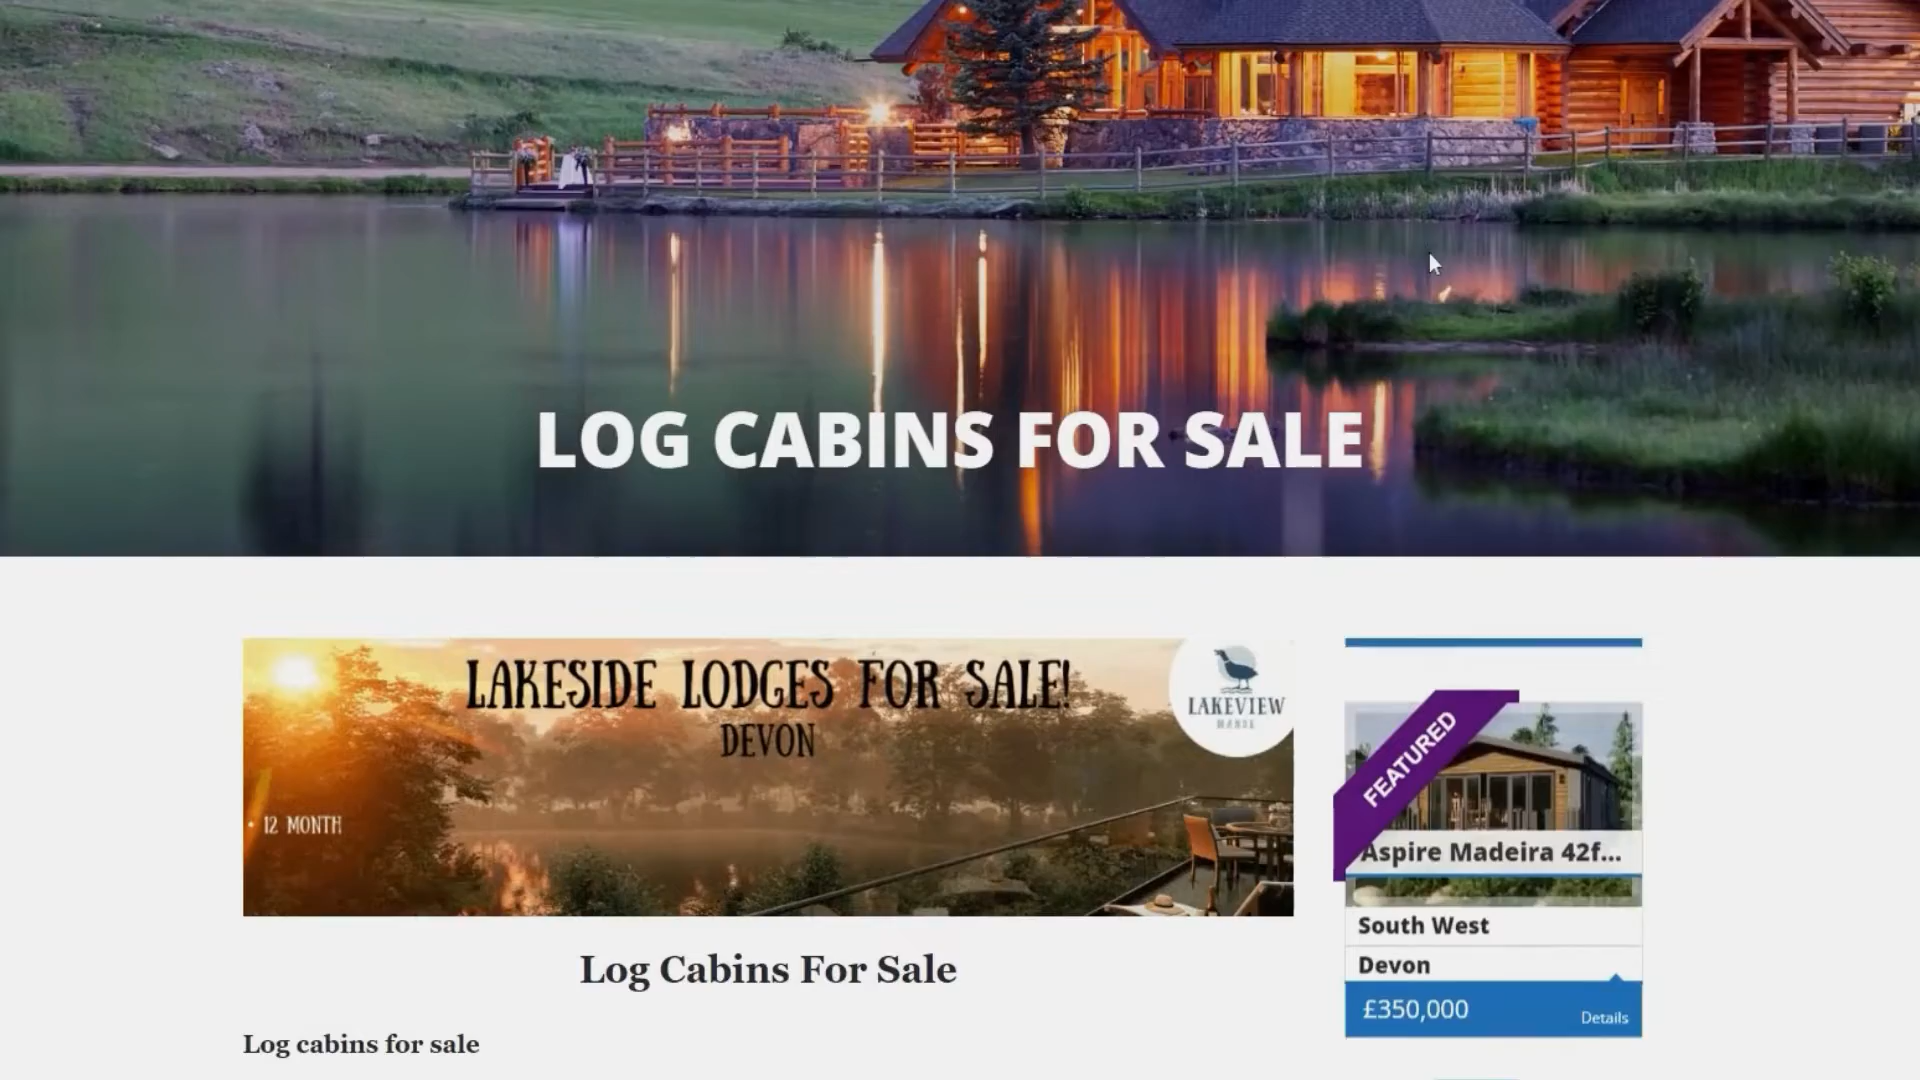 LOG CABINS FOR SALE
LAKESIDE LODGES FOR SALE!
DEVON
LAKEVIEW
MANOR
• 12 MONTH
FEATURED
Aspire Madeira 42f...
South West
Devon
£350,000
Details
Log Cabins For Sale
Log cabins for sale